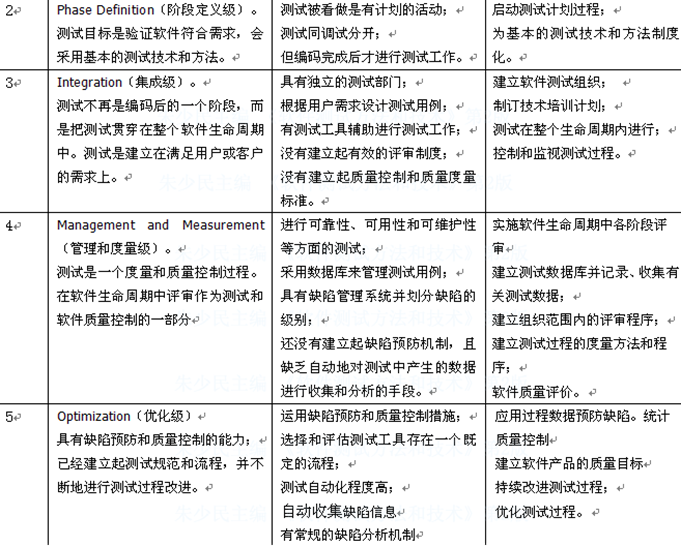 2
Phase Definition（阶段定义级）。
测试目标是验证软件符合需求，会
采用基本的测试技术和方法。
测试被看做是有计划的活动；
测试同调试分开；
但编码完成后才进行测试工作。
启动测试计划过程；
为基本的测试技术和方法制度
化。
3
Integration（集成级）。
测试不再是编码后的一个阶段，而
是把测试贯穿在整个软件生命周期
中。测试是建立在满足用户或客户
的需求上。
具有独立的测试部门；
根据用户需求设计测试用例；
有测试工具辅助进行测试工作；
没有建立起有效的评审制度；
没有建立起质量控制和质量度量
标准。
建立软件测试组织；
制订技术培训计划；
测试在整个生命周期内进行；
控制和监视测试过程。
4
Management and Measurement
（管理和度量级）。
测试是一个度量和质量控制过程。
在软件生命周期中评审作为测试和
软件质量控制的一部分
进行可靠性、可用性和可维护性
等方面的测试；
采用数据库来管理测试用例；
具有缺陷管理系统并划分缺陷的
级别；
还没有建立起缺陷预防机制，且
缺乏自动地对测试中产生的数据
进行收集和分析的手段。
实施软件生命周期中各阶段评
审
建立测试数据库并记录、收集有
关测试数据；
建立组织范围内的评审程序；
建立测试过程的度量方法和程
序；
软件质量评价。
5
Optimization（优化级）
具有缺陷预防和质量控制的能力；
已经建立起测试规范和流程，并不
断地进行测试过程改进。
运用缺陷预防和质量控制措施；
选择和评估测试工具存在一个既
定的流程；
测试自动化程度高；
自动收集缺陷信息
有常规的缺陷分析机制
应用过程数据预防缺陷。统计
质量控制
建立软件产品的质量目标
持续改进测试过程；
优化测试过程。